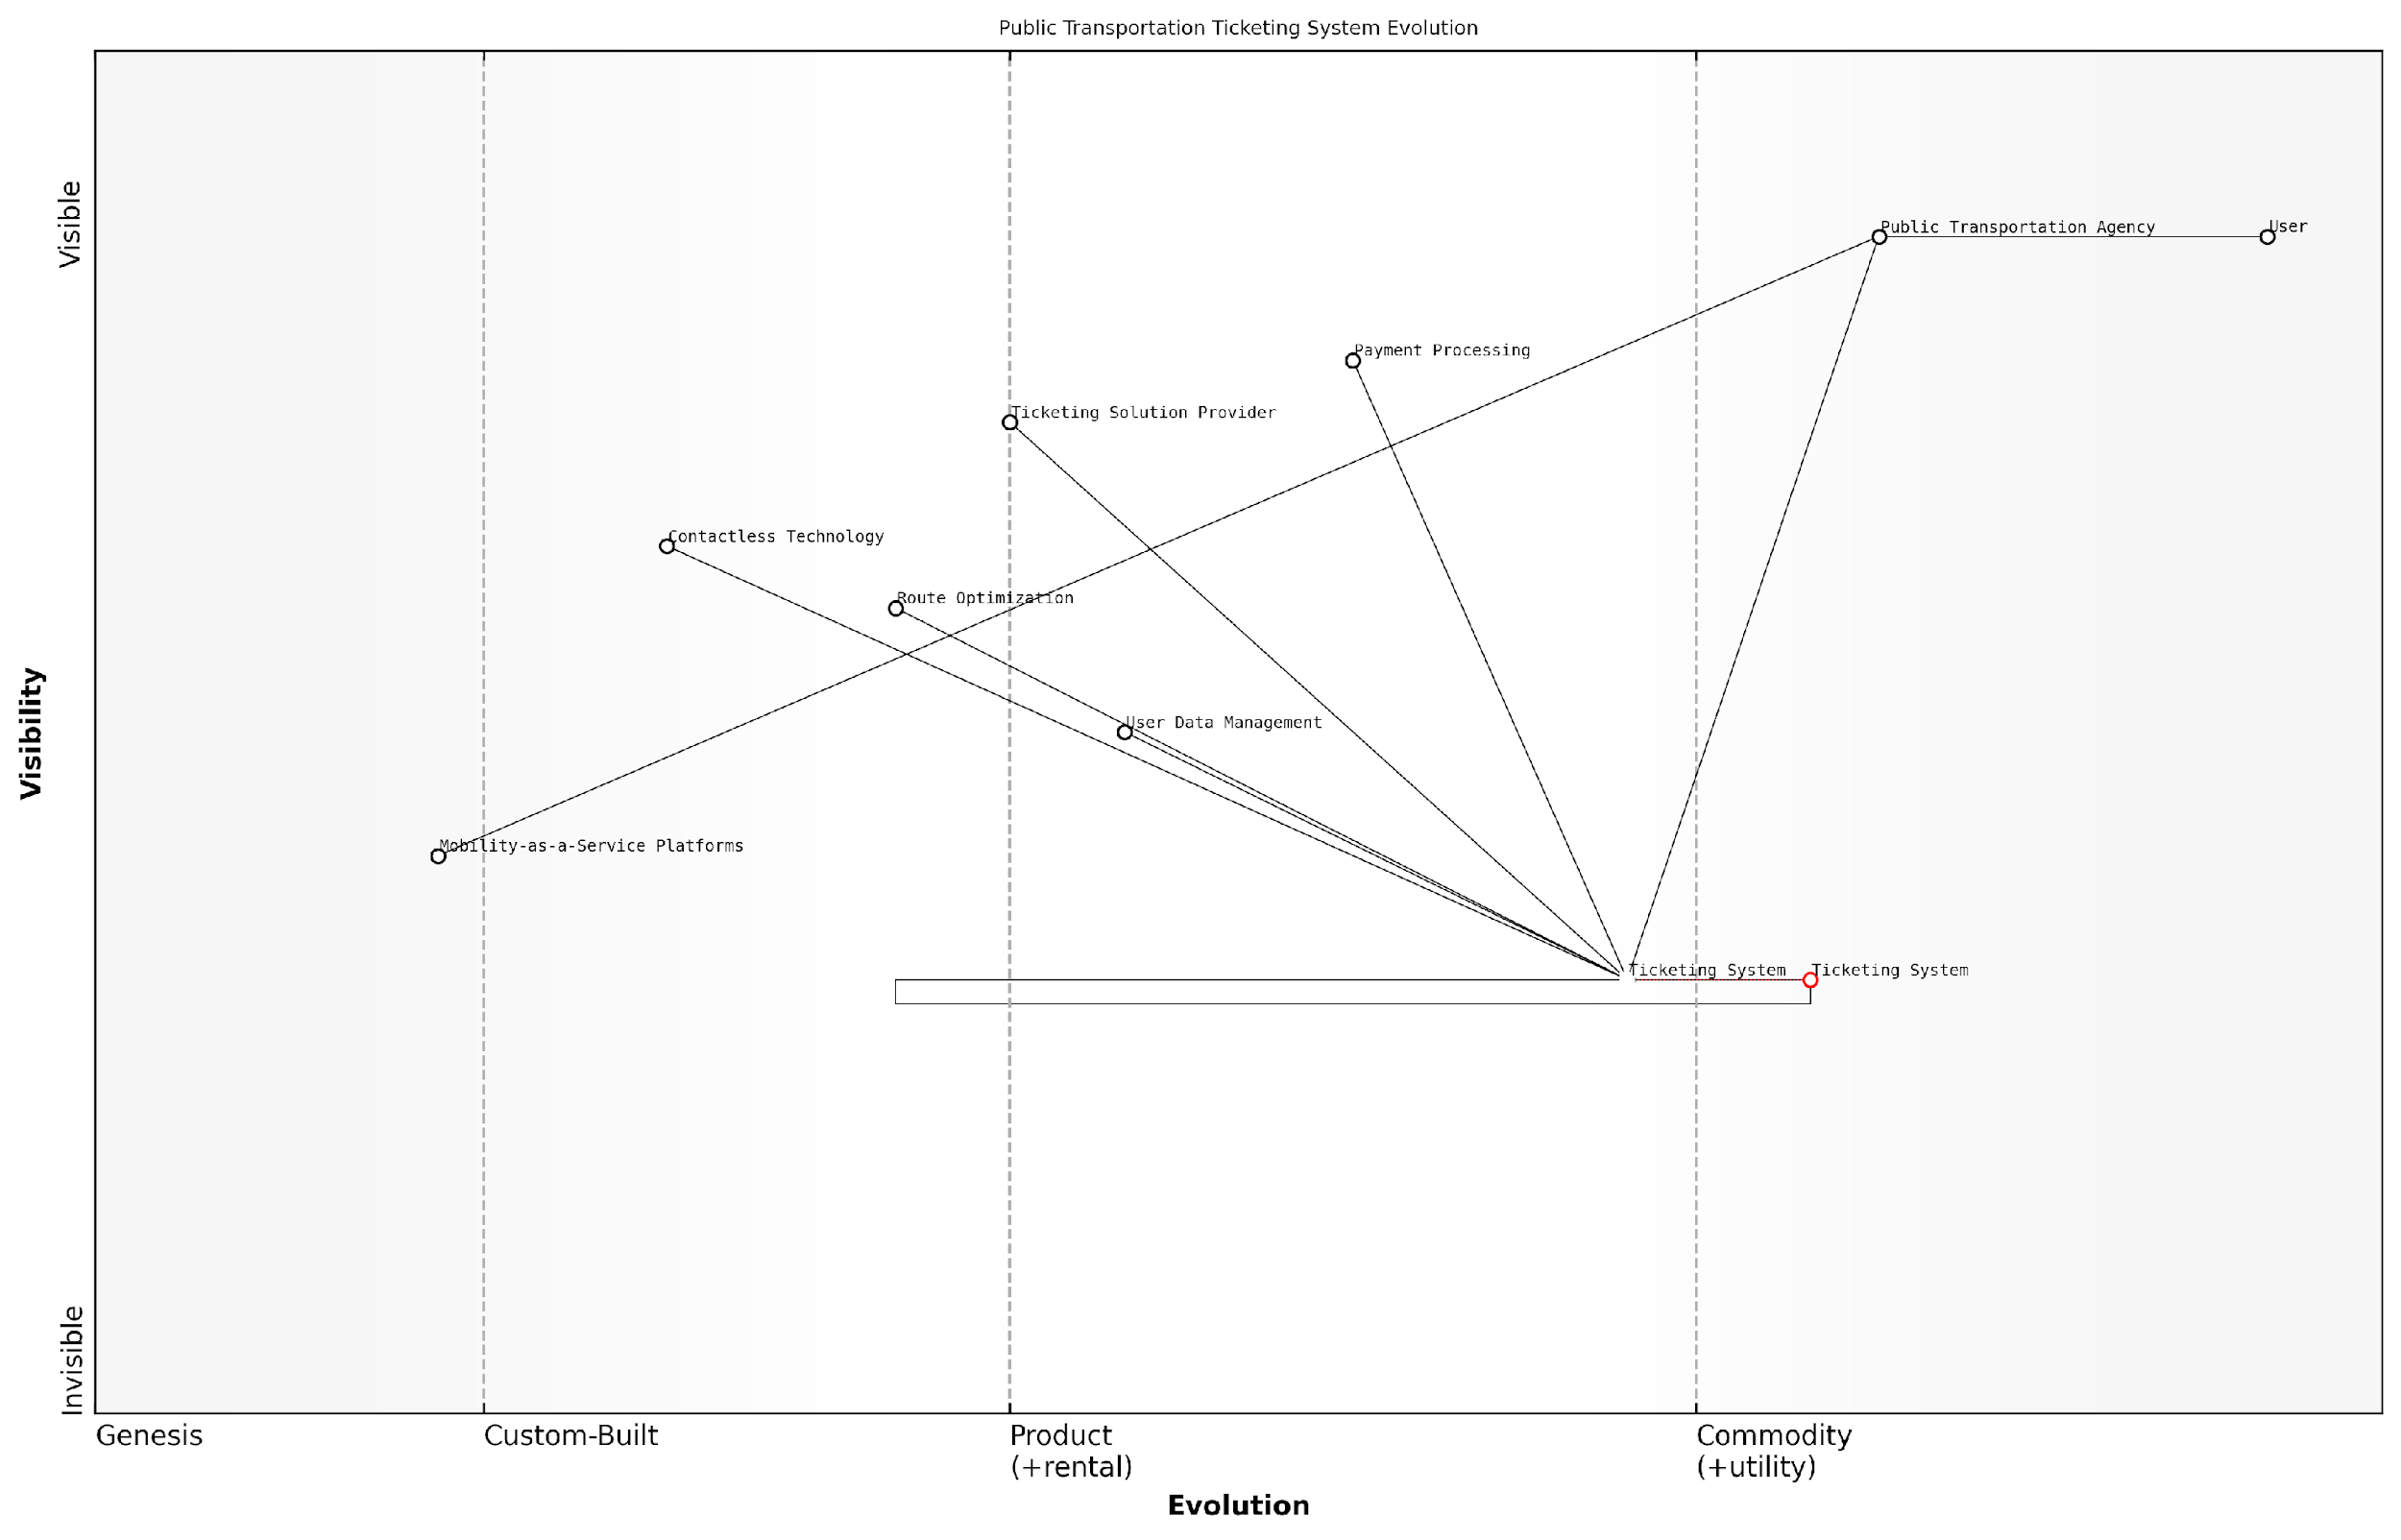 Public Transportation Ticketing System Evolution
Visible
Public Transportation Agency
User
Payment Processing
Ticketing Solution Provider
Contactless Technology
Route Optimization
Visibility
User Data Management
Mobility-as-a-Service Platforms
Ticketing System
Ticketing System
Invisible
Genesis
Custom-Built
Product
(+rental)
Commodity
(+utility)
Evolution